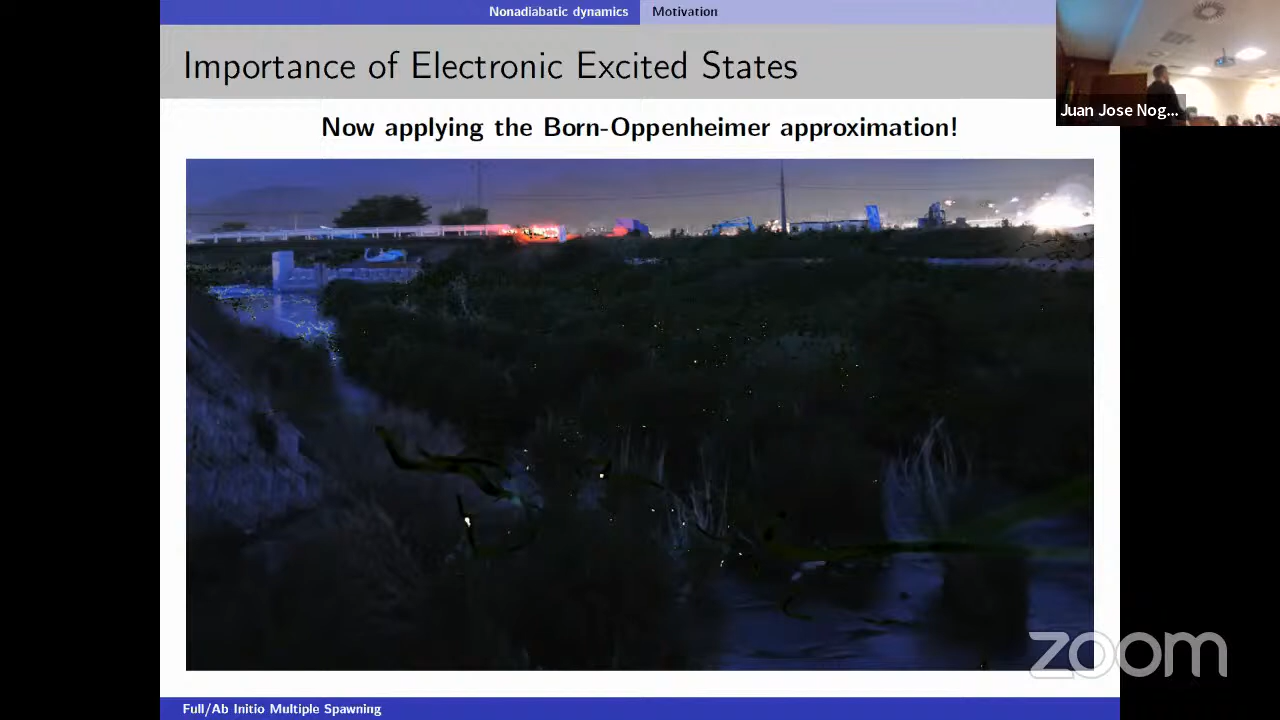 Nonadiabatic dynamics Motivation
Importance of Electronic Excited States
Juan Jose Nog...
Now applying the Born-Oppenheimer approximation!
zoom
Full/Ab Initio Multiple Spawning